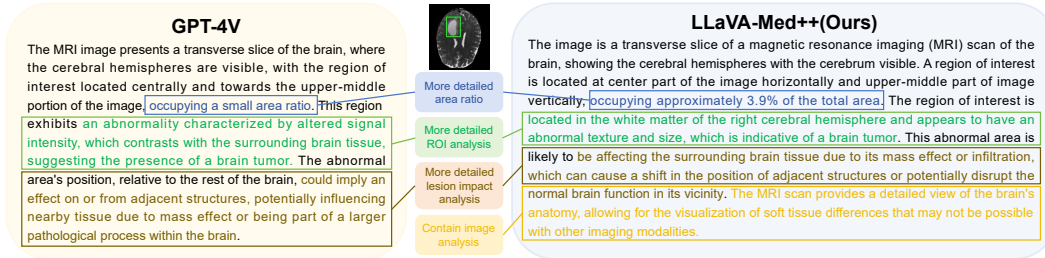 GPT-4V
The MRI image presents a transverse slice of the brain, where
the cerebral hemispheres are visible, with the region of
interest located centrally and towards the upper-middle
portion of the image, occupying a small area ratio. This region
exhibits an abnormality characterized by altered signal
intensity, which contrasts with the surrounding brain tissue,
suggesting the presence of a brain tumor. The abnormal
area's position, relative to the rest of the brain, could imply an
effect on or from adjacent structures, potentially influencing
nearby tissue due to mass effect or being part of a larger
pathological process within the brain.
More detailed
area ratio
More detailed
ROI analysis
More detailed
lesion impact
analysis
Contain image
analysis
LLaVA-Med++(Ours)
The image is a transverse slice of a magnetic resonance imaging (MRI) scan of the
brain, showing the cerebral hemispheres with the cerebrum visible. A region of interest
is located at center part of the image horizontally and upper-middle part of image
vertically, occupying approximately 3.9% of the total area. The region of interest is
located in the white matter of the right cerebral hemisphere and appears to have an
abnormal texture and size, which is indicative of a brain tumor. This abnormal area is
likely to be affecting the surrounding brain tissue due to its mass effect or infiltration,
which can cause a shift in the position of adjacent structures or potentially disrupt the
normal brain function in its vicinity. The MRI scan provides a detailed view of the brain's
anatomy, allowing for the visualization of soft tissue differences that may not be possible
with other imaging modalities.